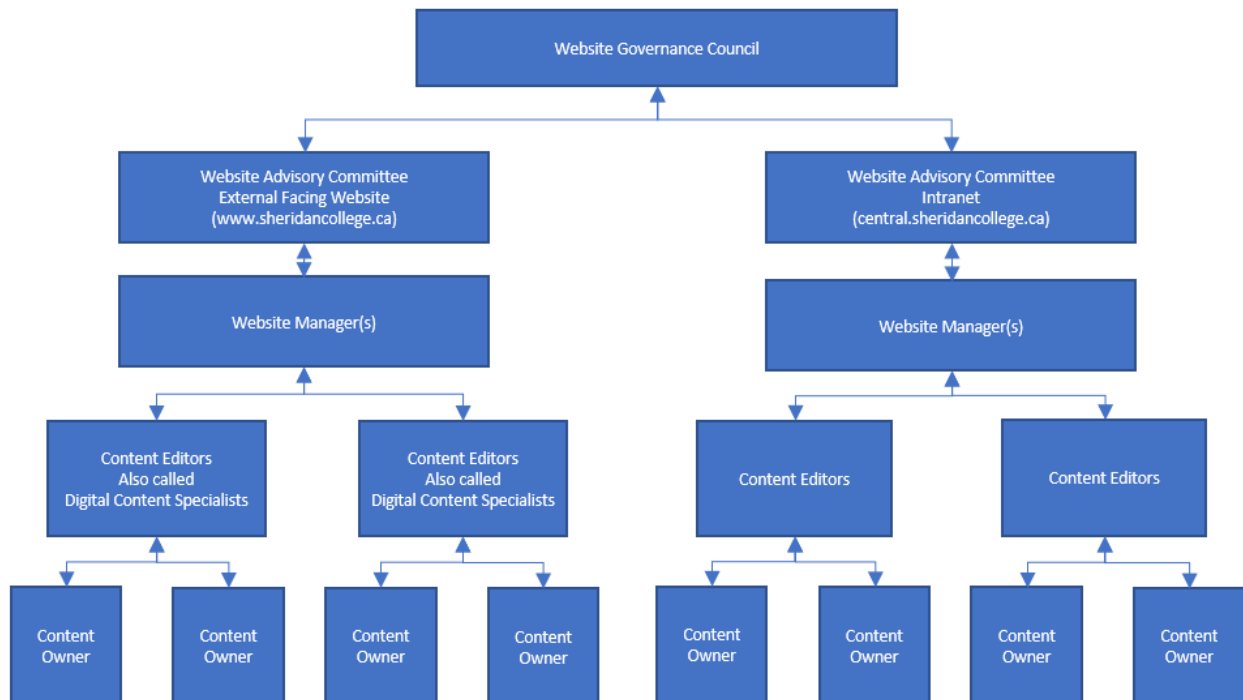 Website Governance Council
Website Advisory Committee
External Facing Website
(www.sheridancollege.ca)
Website Advisory Committee
Intranet
(central.sheridancollege.ca)
Website Manager(s)
Website Manager(s)
Content Editors
Also called
Digital Content Specialists
Content Editors
Also called
Digital Content Specialists
Content Editors
Content Editors
Content
Owner
Content
Owner
Content
Owner
Content
Owner
Content
Owner
Content
Owner
Content
Owner
Content
Owner